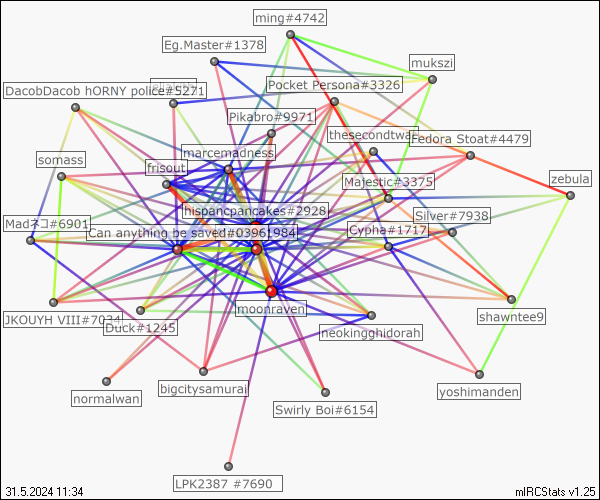 ming#4742
Eg.Master#1378
mukszi
Pocket Persona#3326
DacobDacob hORNY police#5271
Pikabro#9971
Fedora Stoat#4479
marcemadness
somass
frisout
Majestic#3375
zebula
hispancpancakes#2928
Silver#7938
Madネコ#6901
Can anything be saved#03961984
Cypha#1717
moonraven
shawntee9
JKOUYH VIII#7034
Duck#1245
neokingghidorah
bigcitysamurai
yoshimanden
normalwan
Swirly Boi#6154
LPK2387 #7690
31.5.2024 11:34
mIRCStats v1.25